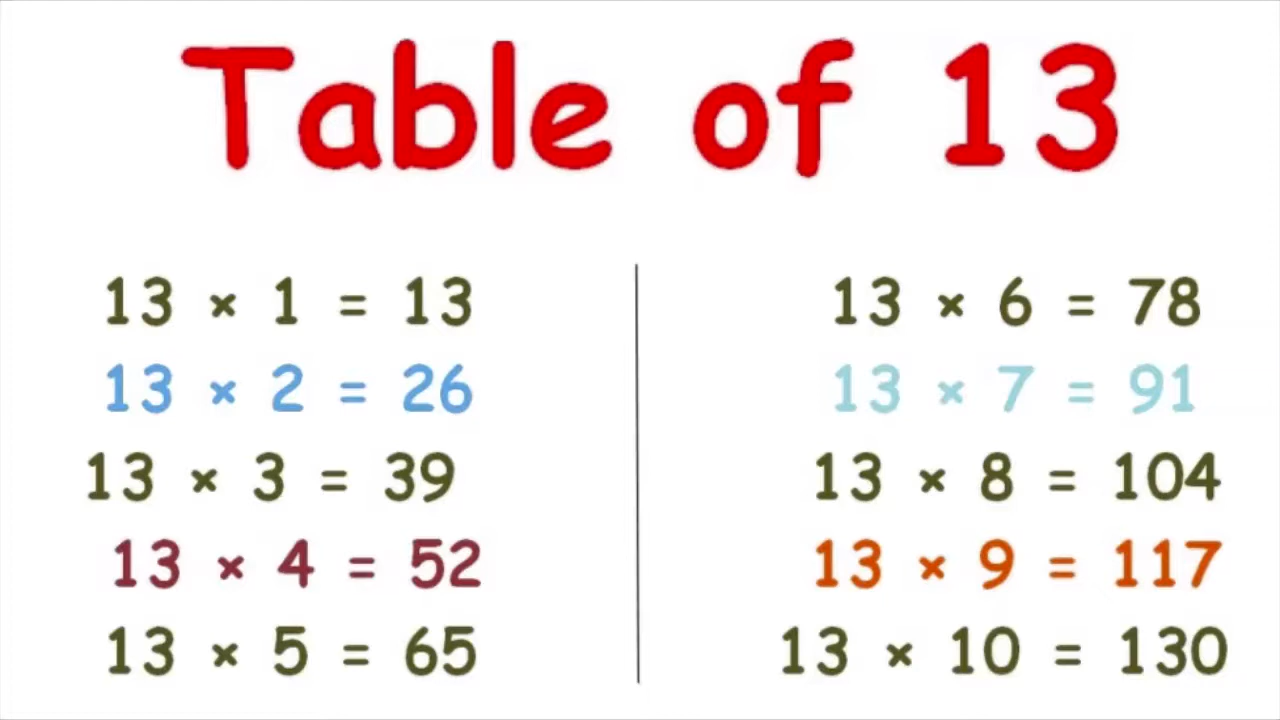 Table of 13
13 × 1 = 13
13 × 2 = 26
13 × 3 = 39
13 × 4 = 52
13 × 5 = 65
13 × 6 = 78
13 × 7 = 91
13 × 8 = 104
13 × 9 = 117
13 × 10 = 130